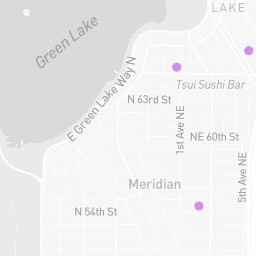 LAKE
Green Lake
Tsui Sushi Bar
E Green Lake Way N
N 63rd St
1st Ave NE
NE 60th St
Meridian
5th Ave NE
N 54th St